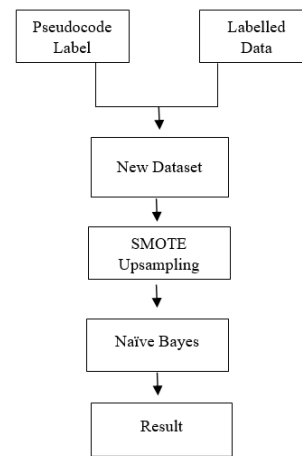 Pseudocode
Label
Labelled
Data
New Dataset
SMOTE
Upsampling
Naïve Bayes
Result